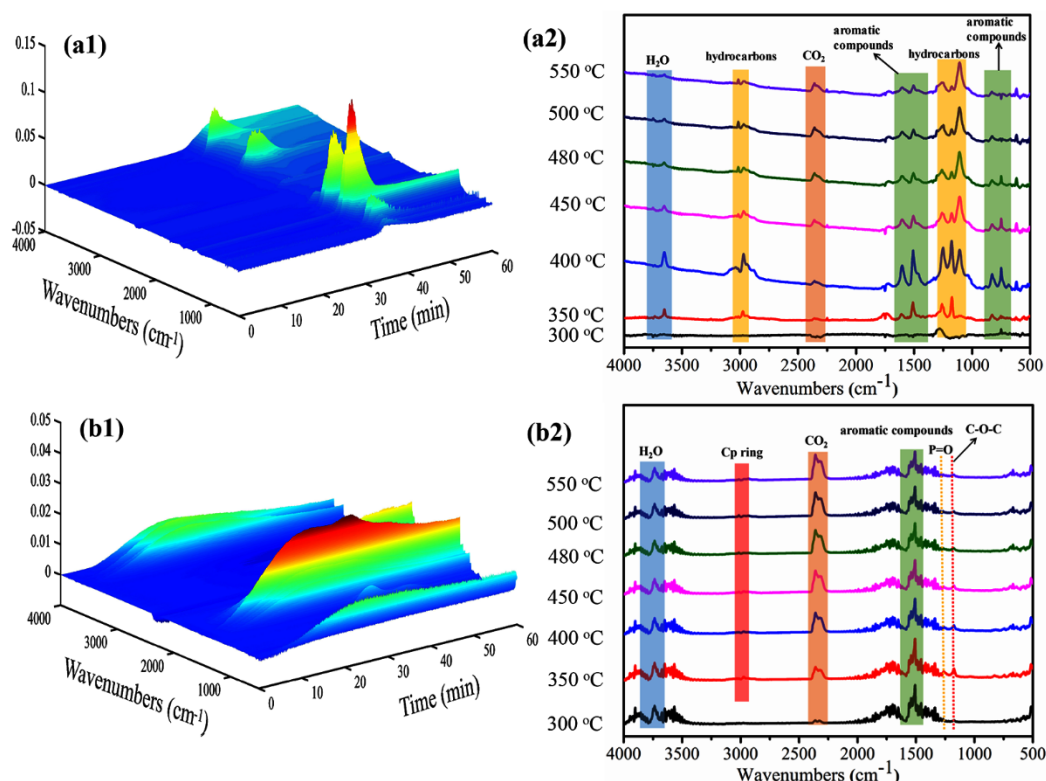 (a1)
0.15
0.10
0.05
0
-0.05
4000
3000
2000
1000
Wavenumbers (cm-1)
0
10
20
30
40
50
60
Time (min)
(a2)
aromatic
compounds
hydrocarbons
aromatic
compounds
H2O
hydrocarbons
CO2
550 oC
500 oC
480 oC
450 oC
400 oC
350 oC
300 oC
4000 3500 3000 2500 2000 1500 1000 500
Wavenumbers (cm-1)
(b1)
0.05
0.04
0.03
0.02
0.01
0
4000
3000
2000
1000
Wavenumbers (cm-1)
0
10
20
30
40
50
60
Time (min)
(b2)
aromatic compounds
C-O-C
H2O
Cp ring
CO2
P=O
550 oC
500 oC
480 oC
450 oC
400 oC
350 oC
300 oC
4000 3500 3000 2500 2000 1500 1000 500
Wavenumbers (cm-1)